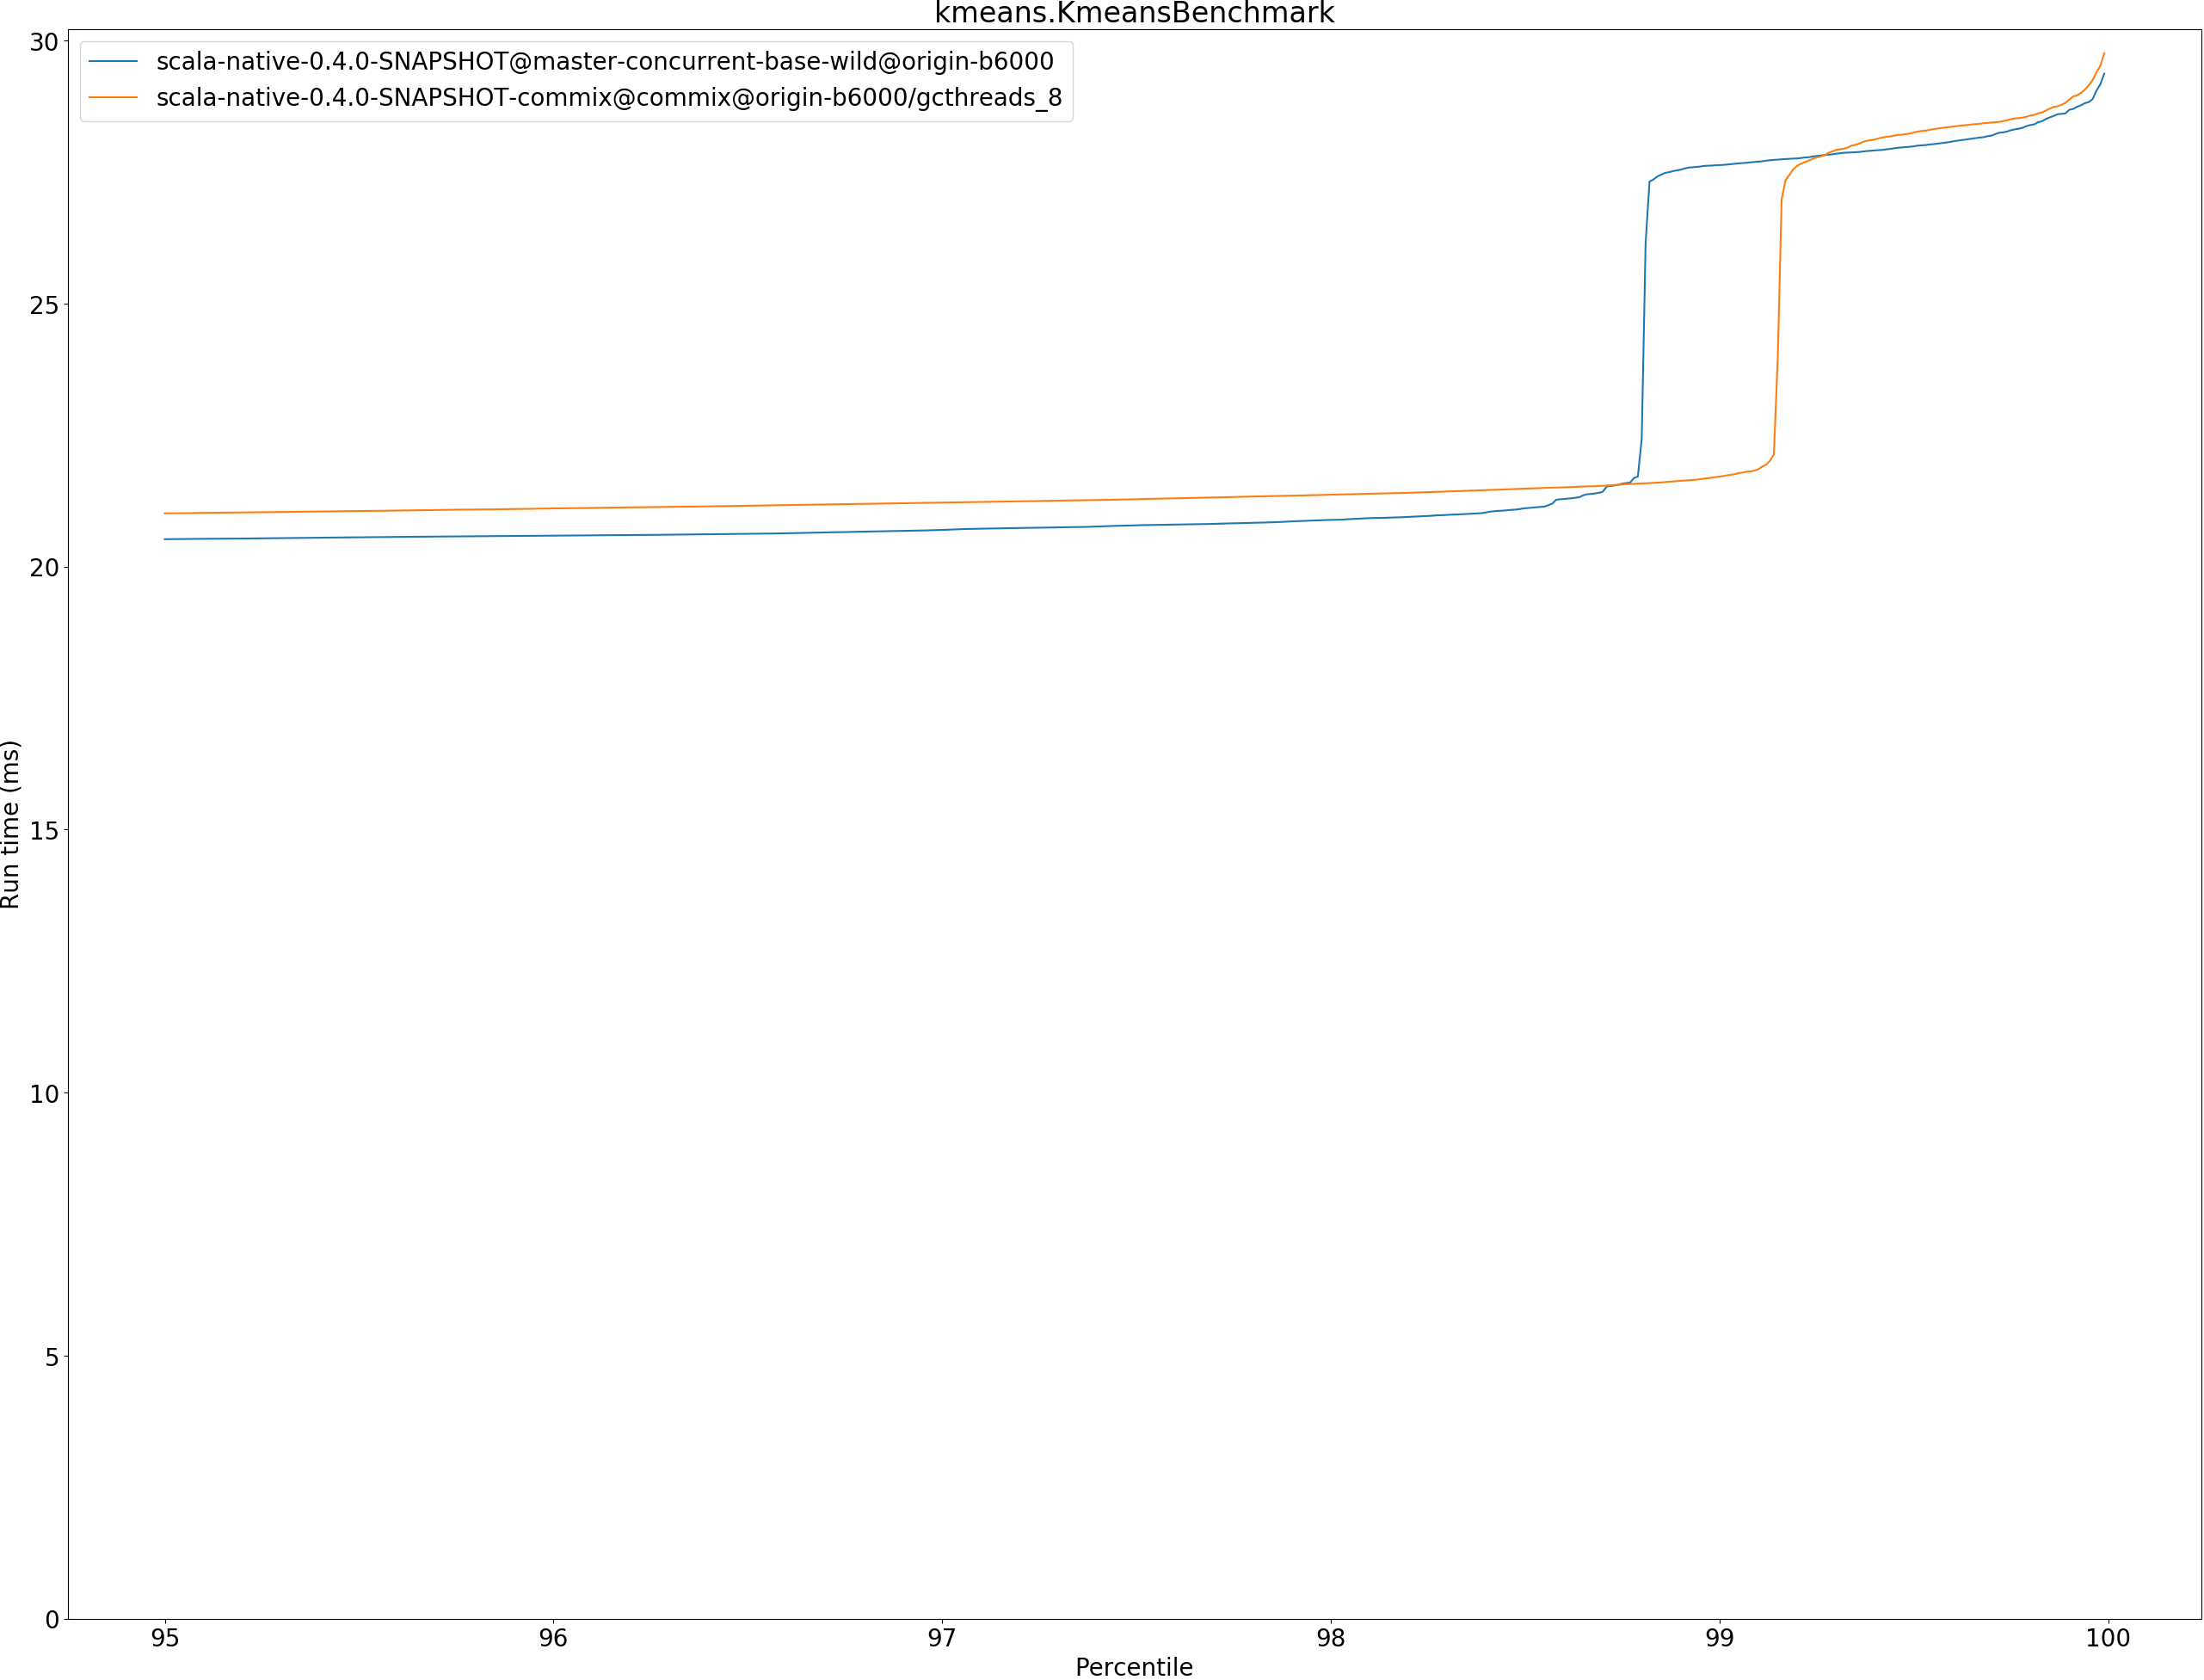 kmeans.KmeansBenchmark
scala-native-0.4.0-SNAPSHOT@master-concurrent-base-wild@origin-b6000
scala-native-0.4.0-SNAPSHOT-commix@commix@origin-b6000/gcthreads_8
30
25
20
15
10
5
0
Run time (ms)
95 96 97 98 99 100
Percentile